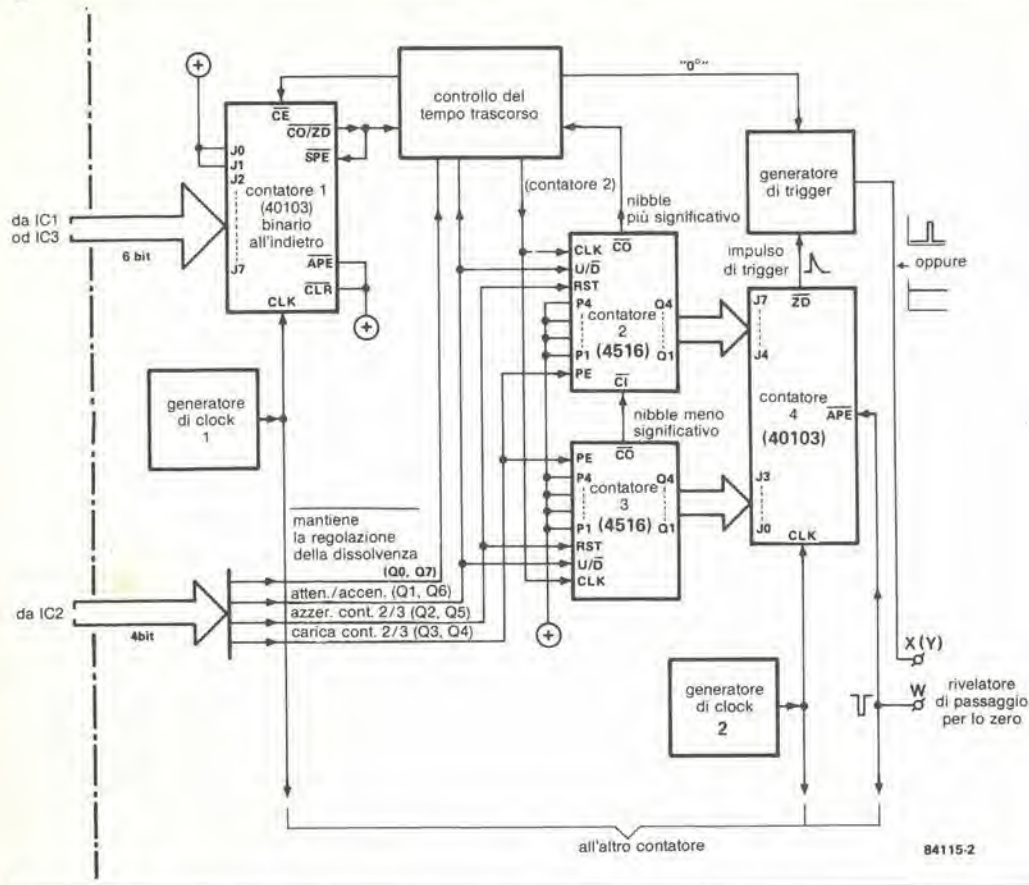 "0°"
controllo del
tempo trascorso
+
CE
CO/ZD
SPE
J0
J1
J2
contatore 1
(40103)
binario
all'indietro
J7
APE
CLR
CLK
da IC1
od IC3
6 bit
(contatore 2)
nibble
più significativo
generatore
di trigger
impulso
di trigger
oppure
CO
CLK
U/D
RST
P4
Q4
contatore
2
(4516)
P1
Q1
PE
CI
J7
ZD
J4
contatore
4
(40103)
APE
J3
J0
CLK
generatore
di clock
1
+
nibble meno
significativo
CO
PE
P4
Q4
contatore
3
(4516)
P1
Q1
RST
U/D
CLK
+
mantiene
la regolazione
della dissolvenza
(Q0, Q7)
atten./accen. (Q1, Q6)
azzer. cont. 2/3 (Q2, Q5)
carica cont. 2/3 (Q3, Q4)
da IC2
4bit
generatore
di clock
2
X (Y)
W
rivelatore
di passaggio
per lo zero
all'altro contatore
84115-2